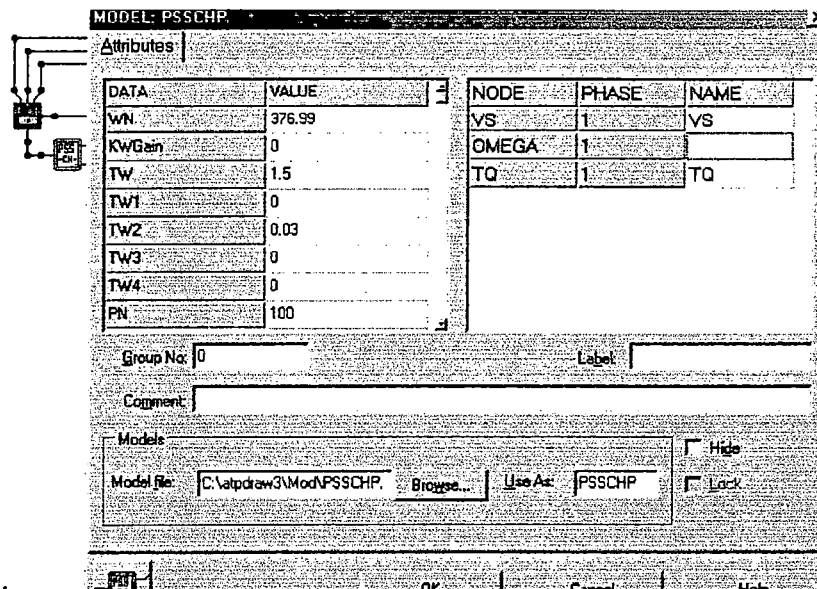 MODEL: PSSCHP.
Attributes
DATA VALUE NODE PHASE NAME
WN 376.99 VS 1 VS
KWGain 0 OMEGA 1
TW 1.5 TQ 1 TQ
TW1 0
TW2 0.03
TW3 0
TW4 0
PN 100
Group No: 0 Label:
Comment:
Models
Hide
Model file: C:\atpdraw3\Mod\PSSCHP. Browse... Use As: PSSCHP Lock
OK Cancel Help